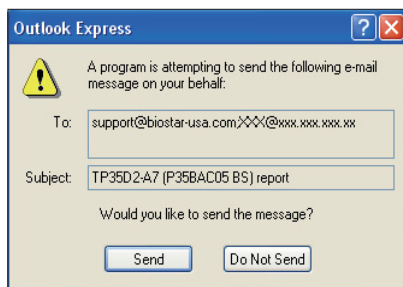 Outlook Express
A program is attempting to send the following e-mail
message on your behalf:
To: support@biostar-usa.com;XXX@xxx.xxx.xxx.xx
Subject: TP35D2-A7 (P35BAC05 BS) report
Would you like to send the message?
Send Do Not Send